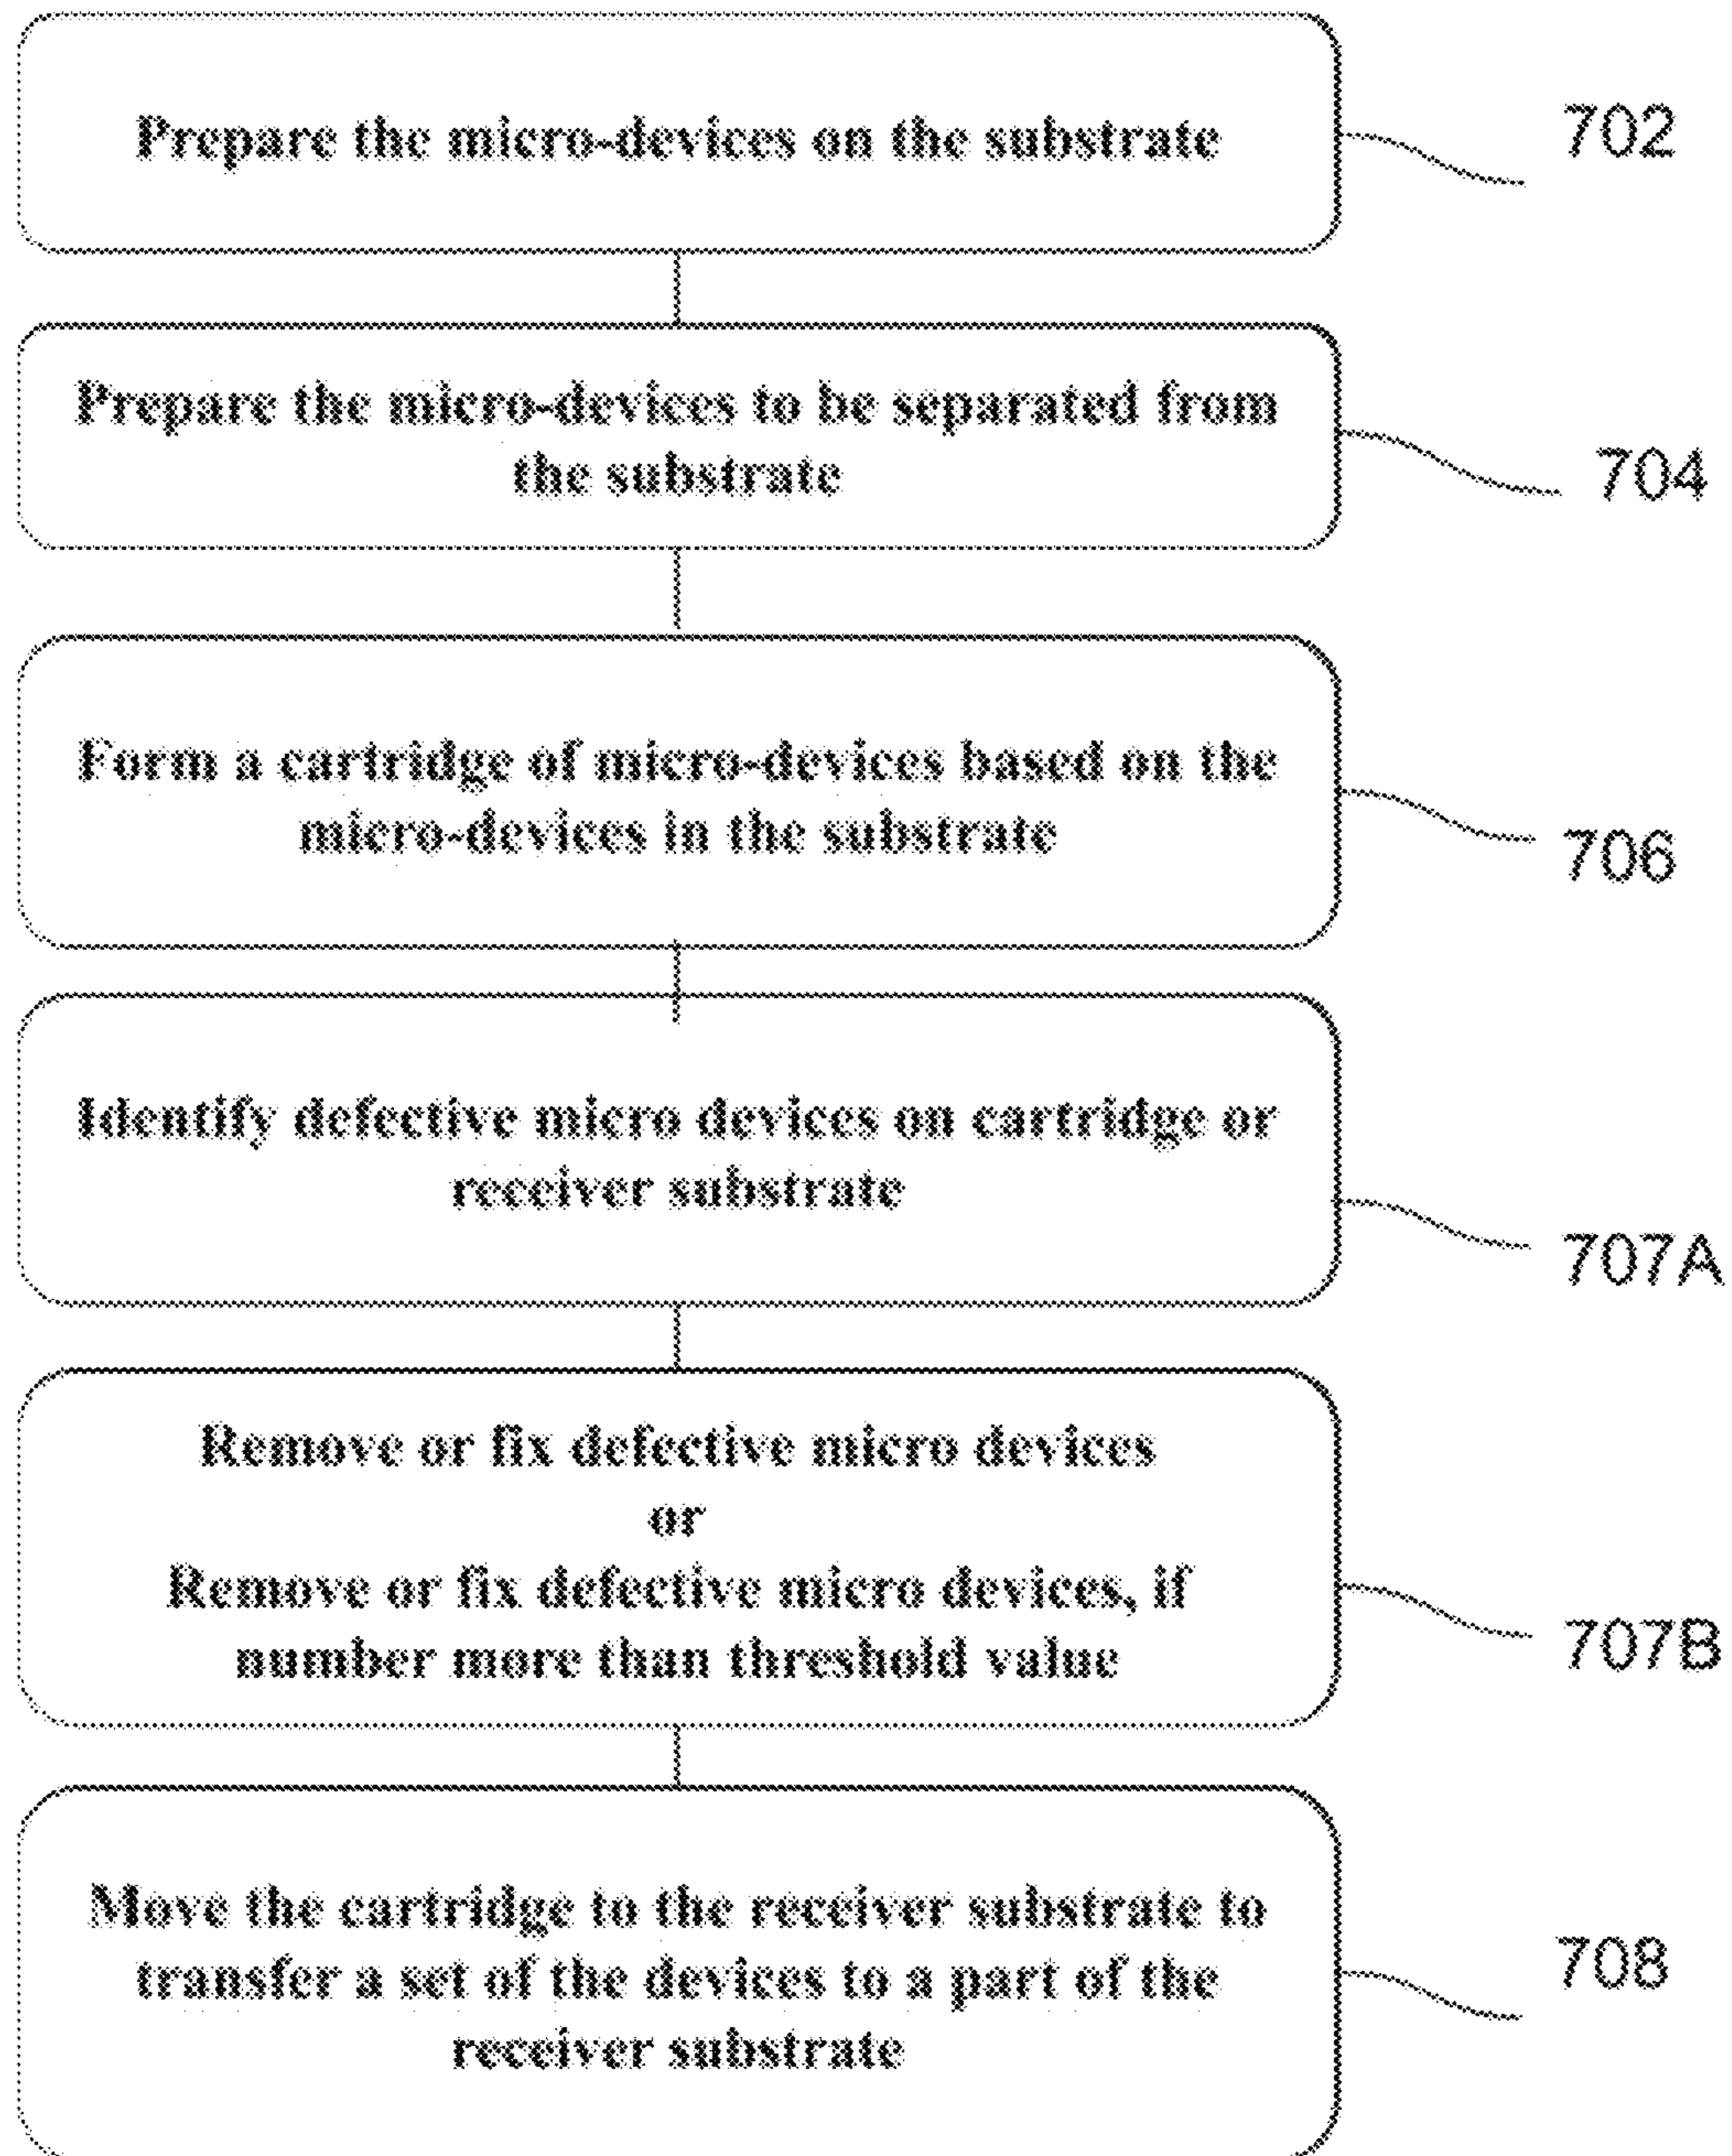 Prepare the micro-devices on the substrate
702
Prepare the micro-devices to be separated from
the substrate
704
Form a cartridge of micro-devices based on the
micro-devices in the substrate
706
Identify defective micro devices on cartridge or
receiver substrate
707A
Remove or fix defective micro devices
or
Remove or fix defective micro devices, if
number more than threshold value
707B
Move the cartridge to the receiver substrate to
transfer a set of the devices to a part of the
receiver substrate
708